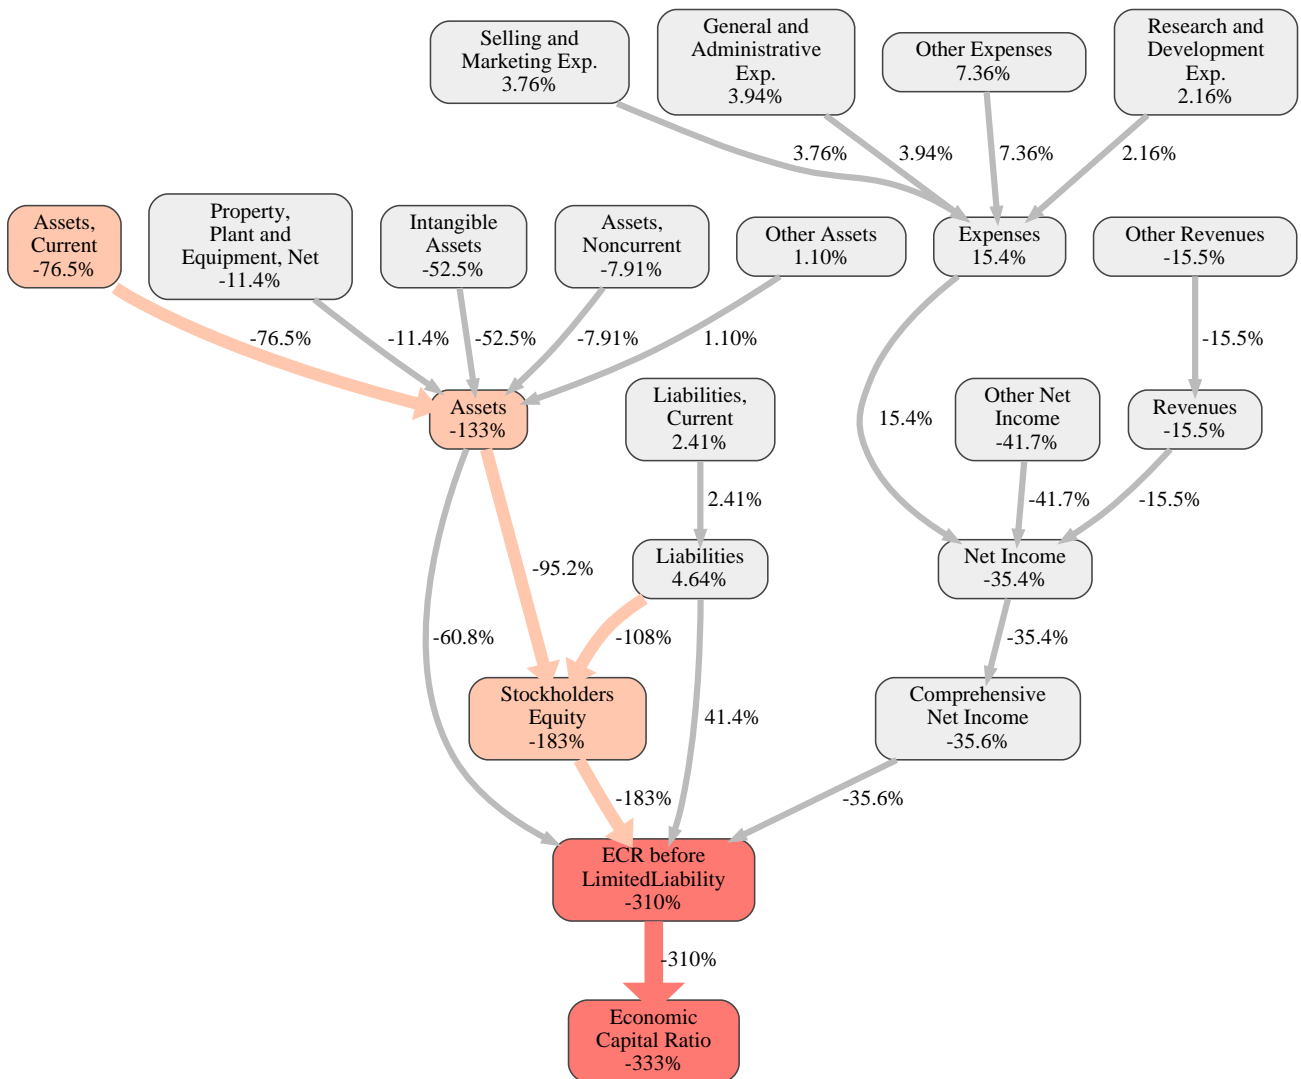 Selling and
Marketing Exp.
3.76%
General and
Administrative
Exp.
3.94%
Other Expenses
7.36%
Research and
Development
Exp.
2.16%
3.76%
3.94%
7.36%
2.16%
Assets,
Current
-76.5%
Property,
Plant and
Equipment, Net
-11.4%
Intangible
Assets
-52.5%
Assets,
Noncurrent
-7.91%
Other Assets
1.10%
Expenses
15.4%
Other Revenues
-15.5%
-76.5%
-11.4%
-52.5%
-7.91%
1.10%
-15.5%
Assets
-133%
Liabilities,
Current
2.41%
15.4%
Other Net
Income
-41.7%
Revenues
-15.5%
2.41%
-41.7%
-15.5%
-95.2%
Liabilities
4.64%
Net Income
-35.4%
-60.8%
-108%
-35.4%
Stockholders
Equity
-183%
41.4%
Comprehensive
Net Income
-35.6%
-183%
-35.6%
ECR before
LimitedLiability
-310%
-310%
Economic
Capital Ratio
-333%